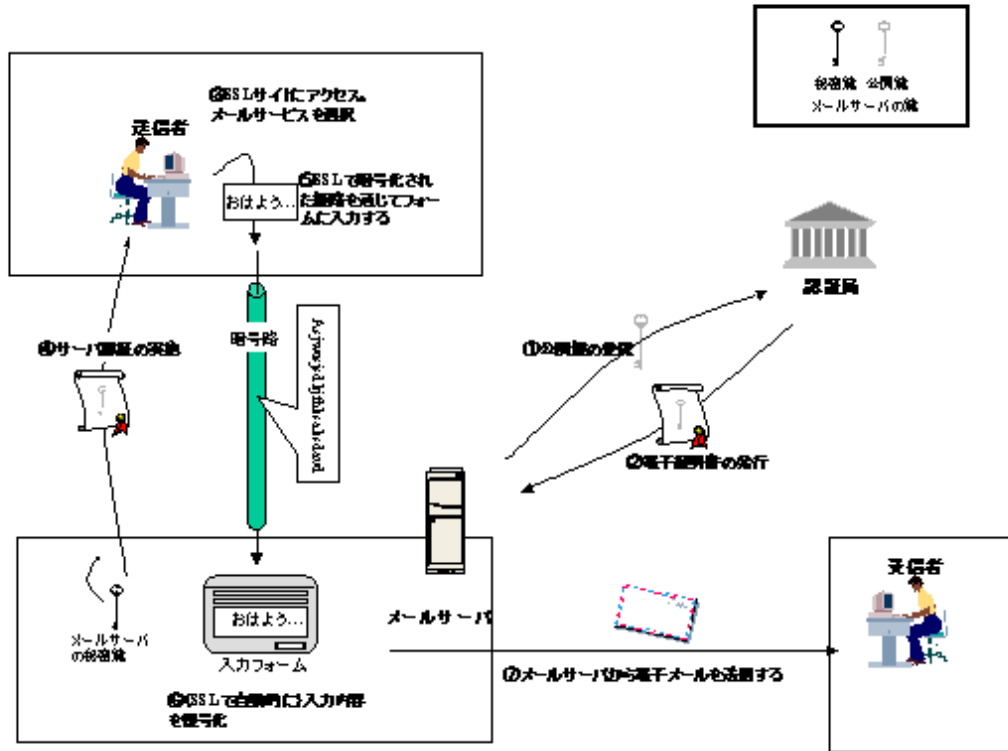 秘密鍵 公開鍵
メールサーバの鍵
③SSLサイトにアクセス。
メールサービスを選択
送信者
おはよう...
⑤SSLで暗号化され
た経路を通じてフォー
ムに入力する
認証局
④サーバ認証の実施
暗号路
①公開鍵の登録
②電子証明書の発行
メールサーバ
の秘密鍵
おはよう...
入力フォーム
メールサーバ
⑥(SSLで自動的に)入力内容
を復号化
受信者
⑦メールサーバから電子メールを送信する